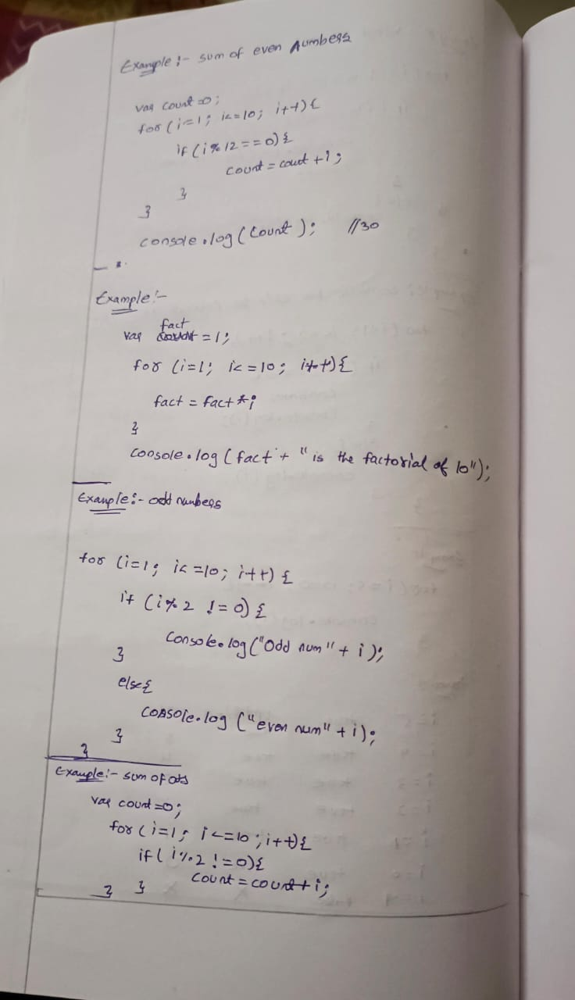 Example :- sum of even numbers
var count =0;
for (i=1; i<=10; i++) {
if (i % 12 == 0) {
count = cout + i;
}
}
console.log (Count); //30
Example :-
fact
var = 1;
for (i=1; i<=10; i++) {
fact = fact * i
}
Console.log (fact + "is the factorial of 10");
Example :- odd numbers
for (i=1; i<=10; i++) {
if (i % 2 != 0) {
Console.log ("Odd num" + i);
}
else {
Console.log ("even num" + i);
}
}
Example :- sum of ods
var count =0;
for (i=1; i<=10; i++) {
if (i % 2 != 0) {
Count = count + i;
} }